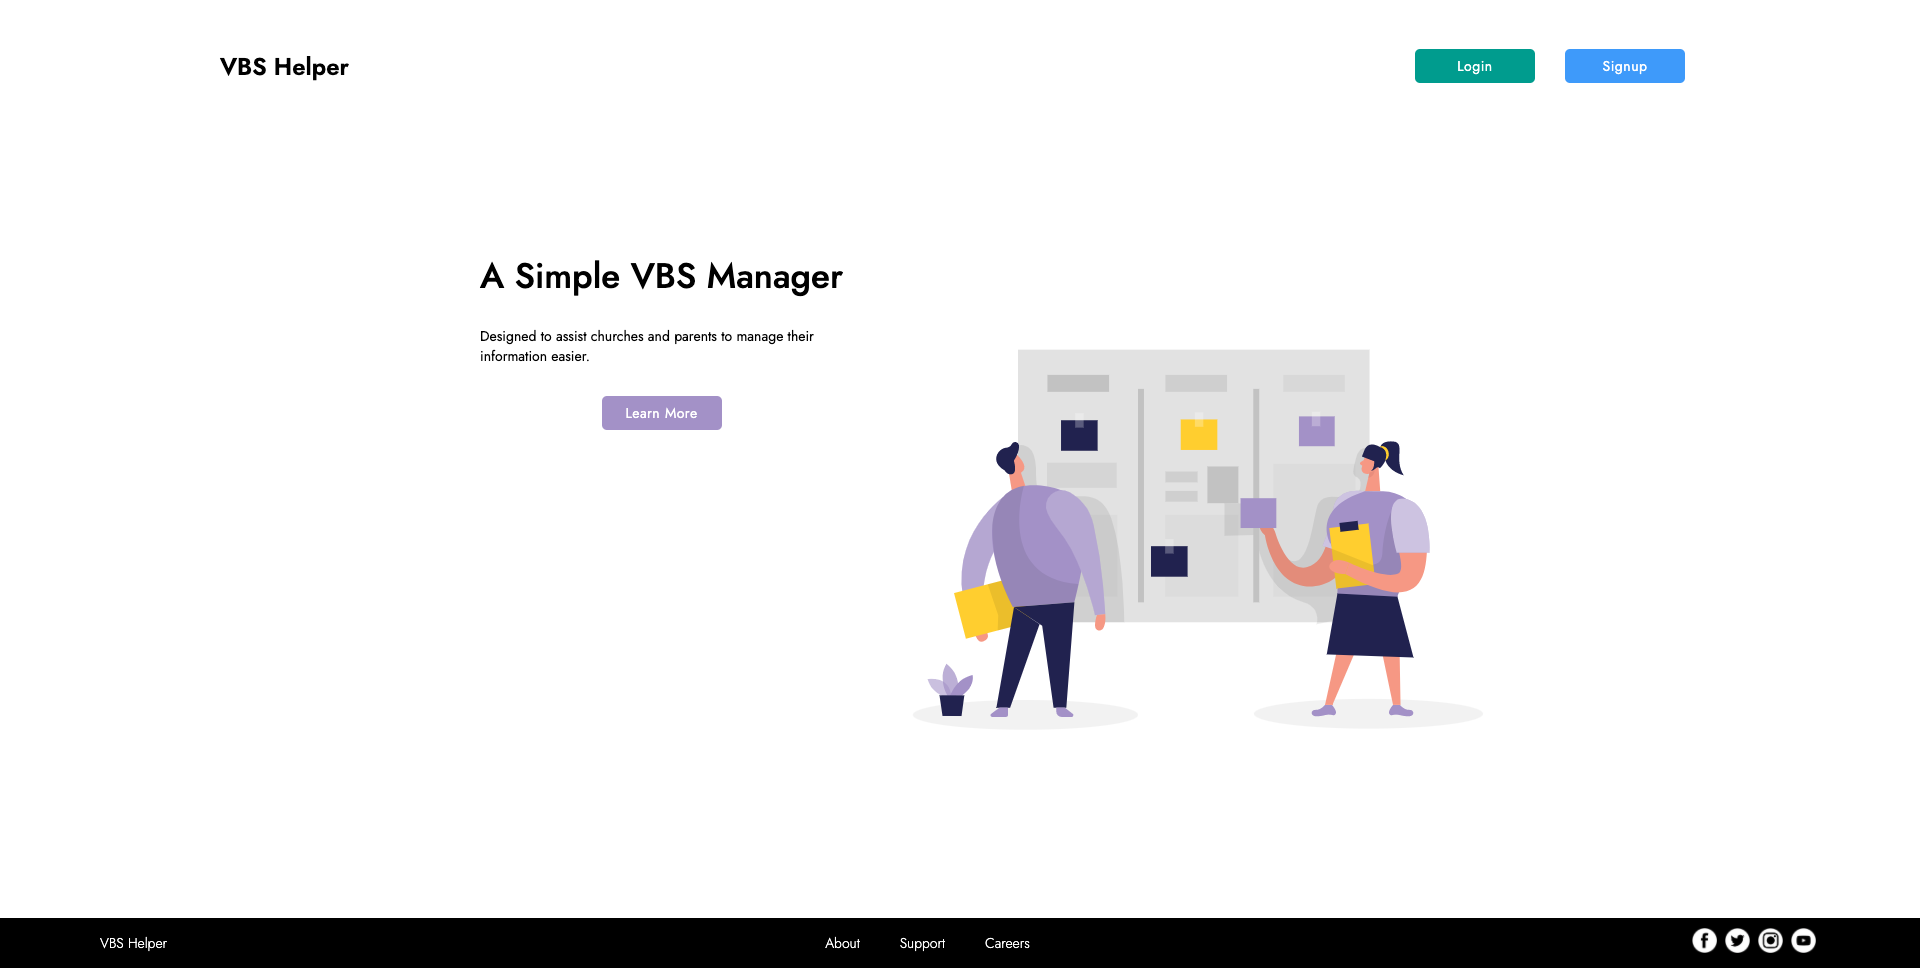 VBS Helper
Login
Signup
A Simple VBS Manager
Designed to assist churches and parents to manage their
information easier.
Learn More
VBS Helper
About
Support
Careers